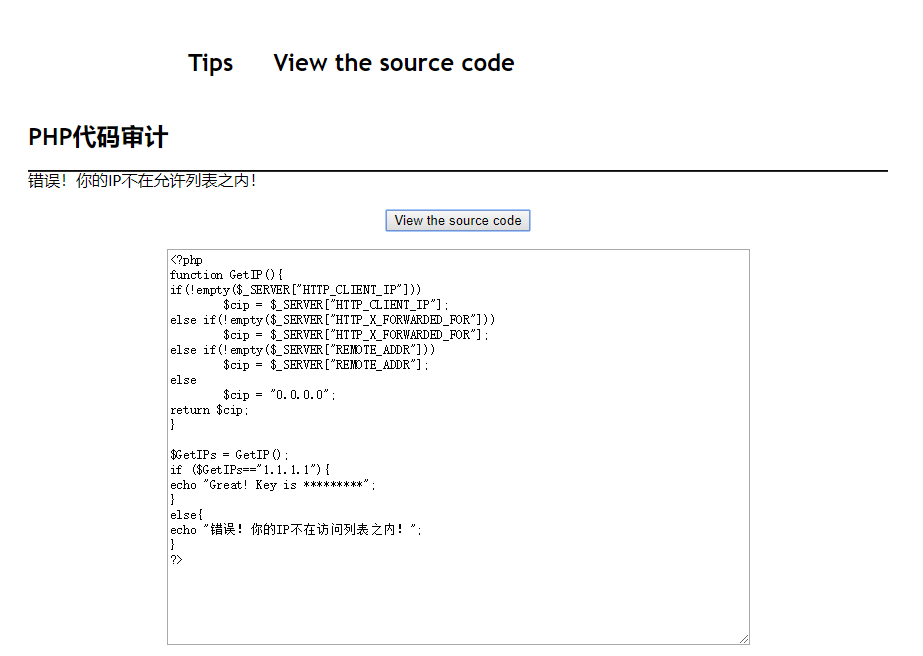 Tips View the source code
PHP代码审计
错误！你的IP不在允许列表之内！
View the source code
<?php
function GetIP(){
if(!empty($_SERVER["HTTP_CLIENT_IP"]))
$cip = $_SERVER["HTTP_CLIENT_IP"];
else if(!empty($_SERVER["HTTP_X_FORWARDED_FOR"]))
$cip = $_SERVER["HTTP_X_FORWARDED_FOR"];
else if(!empty($_SERVER["REMOTE_ADDR"]))
$cip = $_SERVER["REMOTE_ADDR"];
else
$cip = "0.0.0.0";
return $cip;
}
$GetIPs = GetIP();
if ($GetIPs=="1.1.1.1"){
echo "Great! Key is *********";
}
else{
echo "错误！你的IP不在访问列表之内！";
}
?>